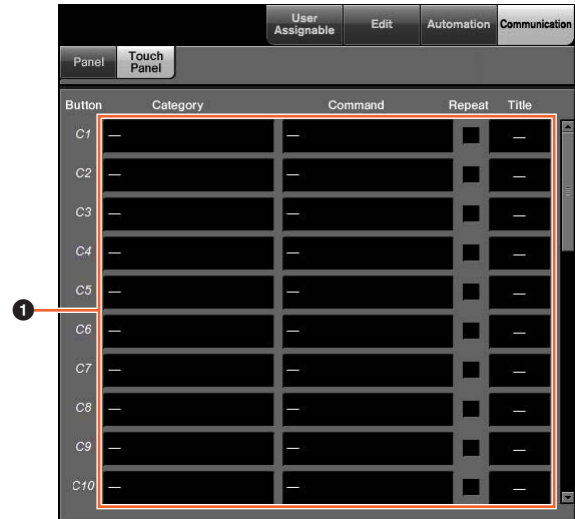 User Assignable Edit Automation Communication
Panel Touch Panel
Button Category Command Repeat Title
C1 — — —
C2 — — —
C3 — — —
C4 — — —
C5 — — —
1
C6 — — —
C7 — — —
C8 — — —
C9 — — —
C10 — — —